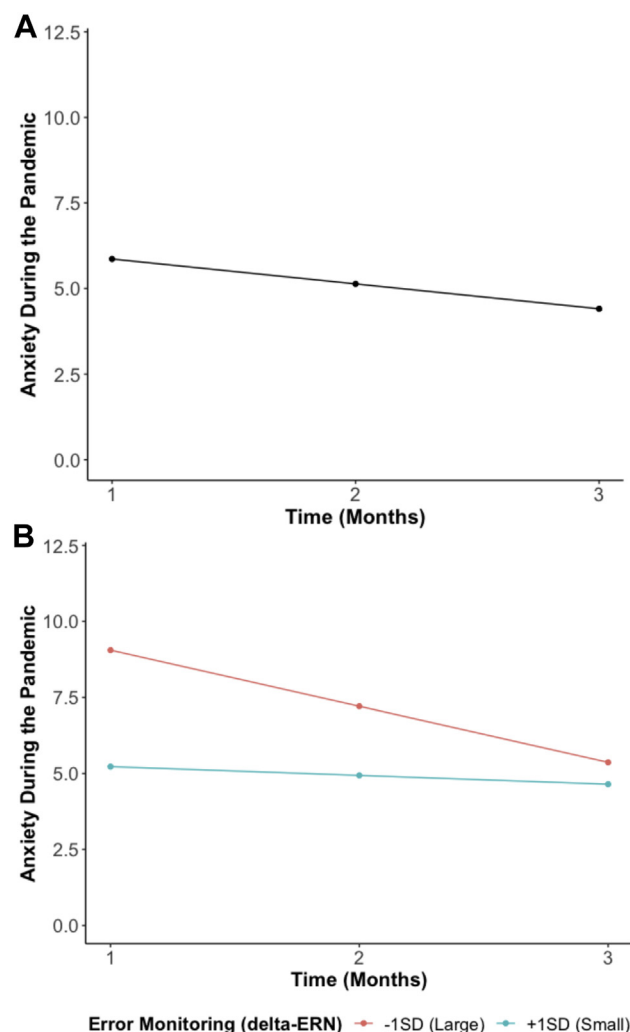 A
12.5
10.0
7.5
5.0
2.5
0.0
Anxiety During the Pandemic
1 2 3
Time (Months)
B
12.5
10.0
7.5
5.0
2.5
0.0
Anxiety During the Pandemic
1 2 3
Time (Months)
Error Monitoring (delta-ERN) -1SD (Large) +1SD (Small)